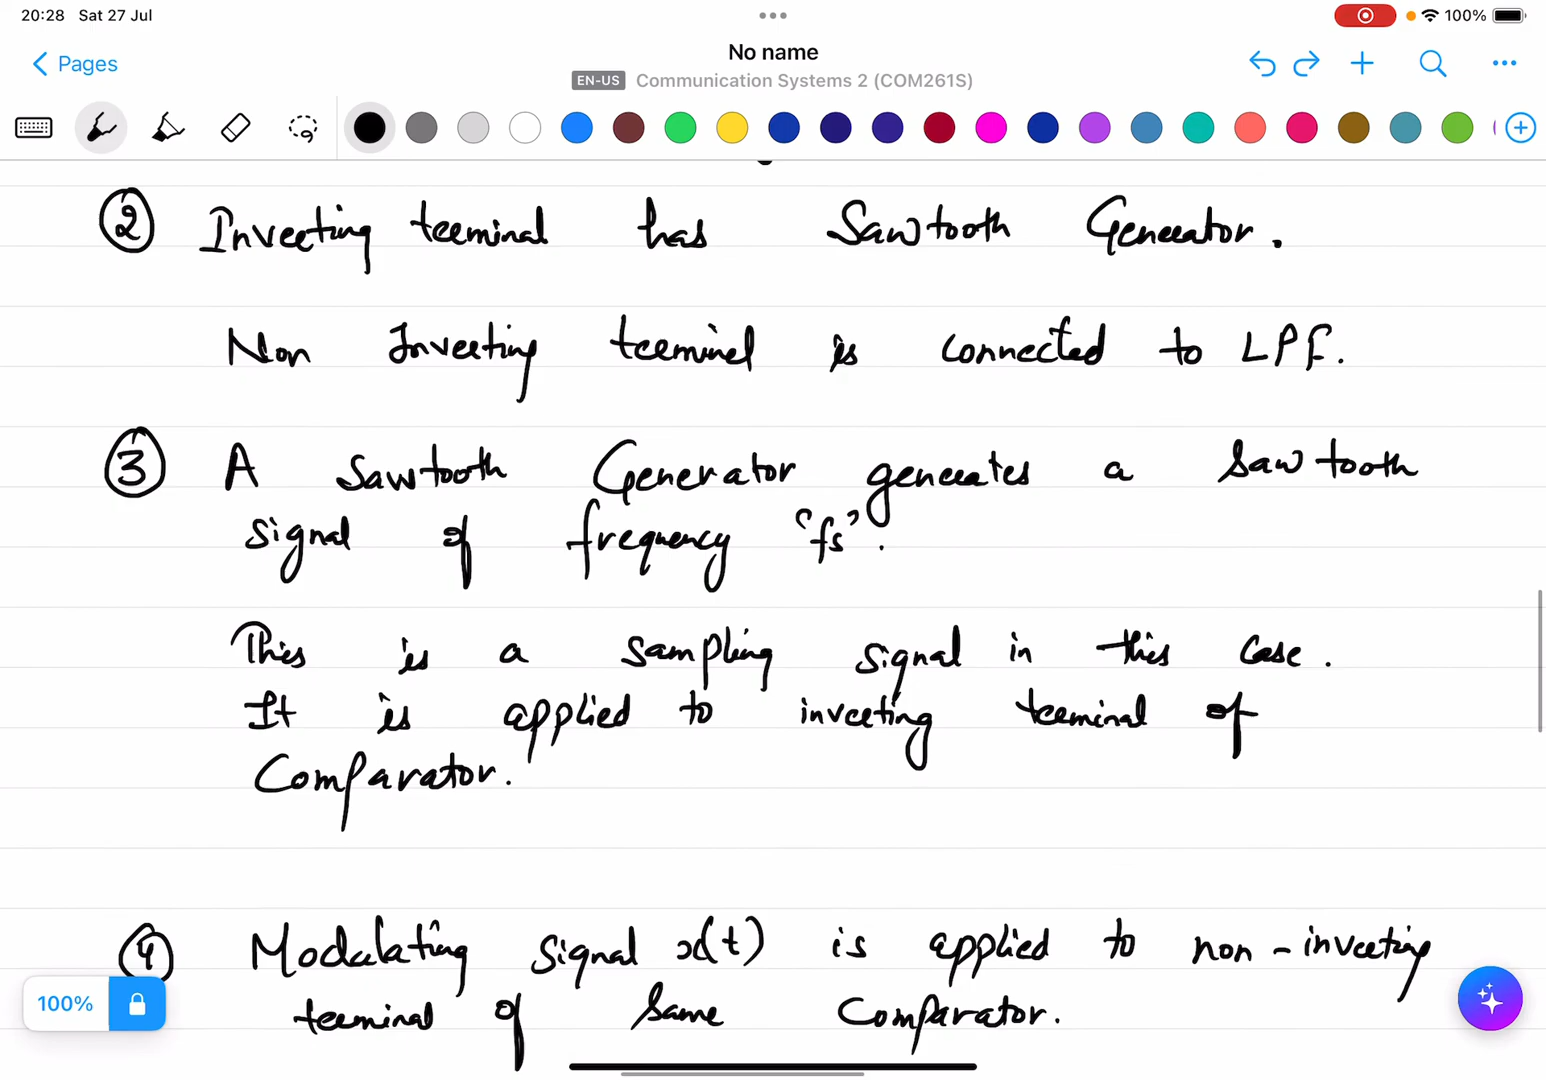 20:28 Sat 27 Jul
100%
Pages
No name
EN-US Communication Systems 2 (COM261S)
② Inverting terminal has Sawtooth Generator.
Non Inverting terminal is connected to LPF.
③ A Sawtooth Generator generates a Sawtooth
signal of frequency 'fs'.
This is a sampling signal in this case.
It is applied to inverting terminal of
Comparator.
④ Modulating signal x(t) is applied to non-inverting
terminal of same Comparator.
100%